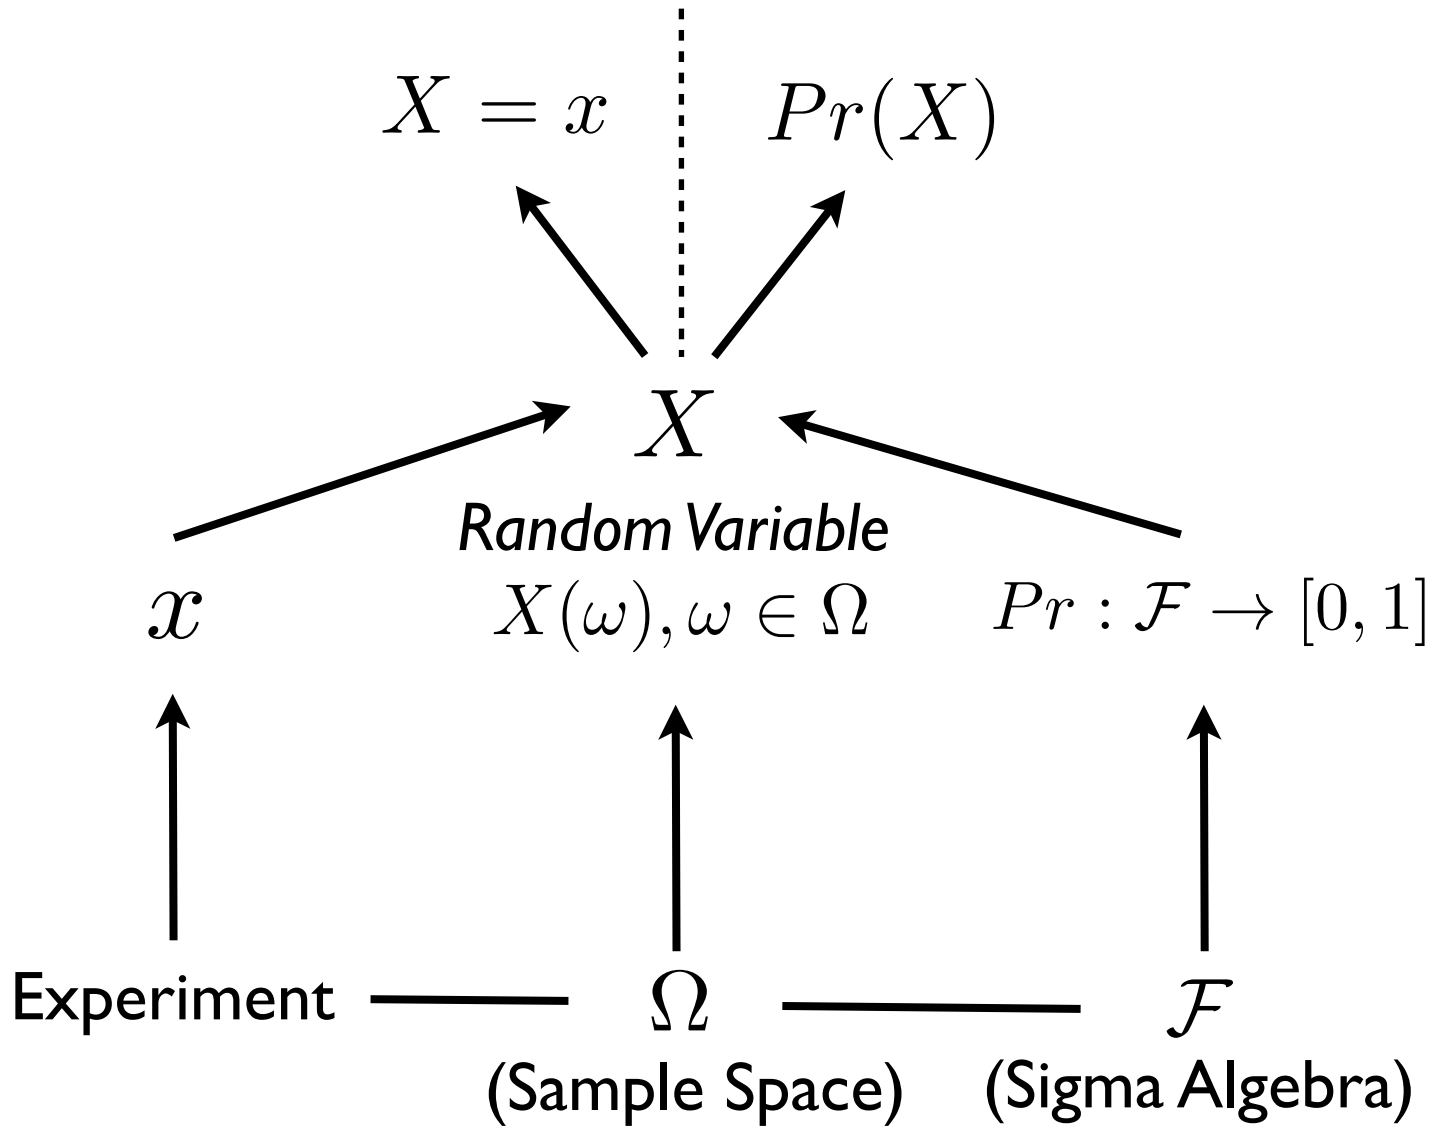 X = x
Pr(X)
X
Random Variable
x
X(ω), ω ∈ Ω
Pr : ℱ → [0, 1]
Experiment
Ω
ℱ
(Sample Space)
(Sigma Algebra)